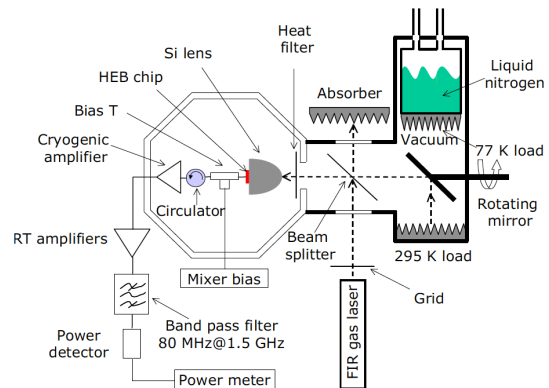 Heat
filter
Si lens
HEB chip
Bias T
Cryogenic
amplifier
Absorber
Liquid
nitrogen
Vacuum
77 K load
Circulator
Rotating
mirror
Beam
splitter
RT amplifiers
295 K load
Mixer bias
Grid
Band pass filter
80 MHz@1.5 GHz
FIR gas laser
Power
detector
Power meter